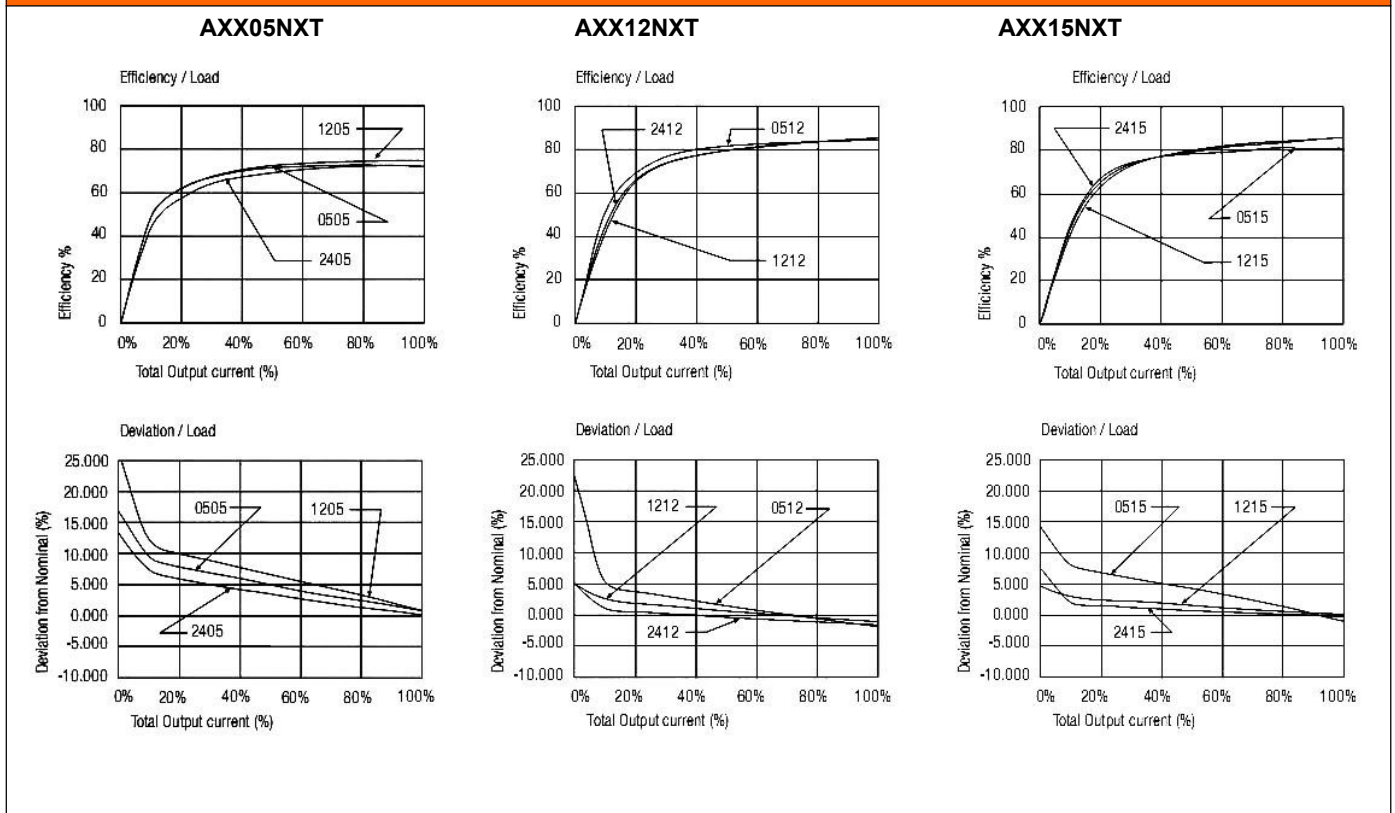 AXX05NXT
AXX12NXT
AXX15NXT
Efficiency / Load
100
80
60
40
20
0
Efficiency %
1205
0505
2405
0% 20% 40% 60% 80% 100%
Total Output current (%)
Efficiency / Load
100
80
60
40
20
0
Efficiency %
2412
0512
1212
0% 20% 40% 60% 80% 100%
Total Output current (%)
Efficiency / Load
100
80
60
40
20
0
Efficiency %
2415
0515
1215
0% 20% 40% 60% 80% 100%
Total Output current (%)
Deviation / Load
25.000
20.000
15.000
10.000
5.000
0.000
-5.000
-10.000
Deviation from Nominal (%)
0505
1205
2405
0% 20% 40% 60% 80% 100%
Total Output current (%)
Deviation / Load
25.000
20.000
15.000
10.000
5.000
0.000
-5.000
-10.000
Deviation from Nominal (%)
1212
0512
2412
0% 20% 40% 60% 80% 100%
Total Output current (%)
Deviation / Load
25.000
20.000
15.000
10.000
5.000
0.000
-5.000
-10.000
Deviation from Nominal (%)
0515
1215
2415
0% 20% 40% 60% 80% 100%
Total Output current (%)